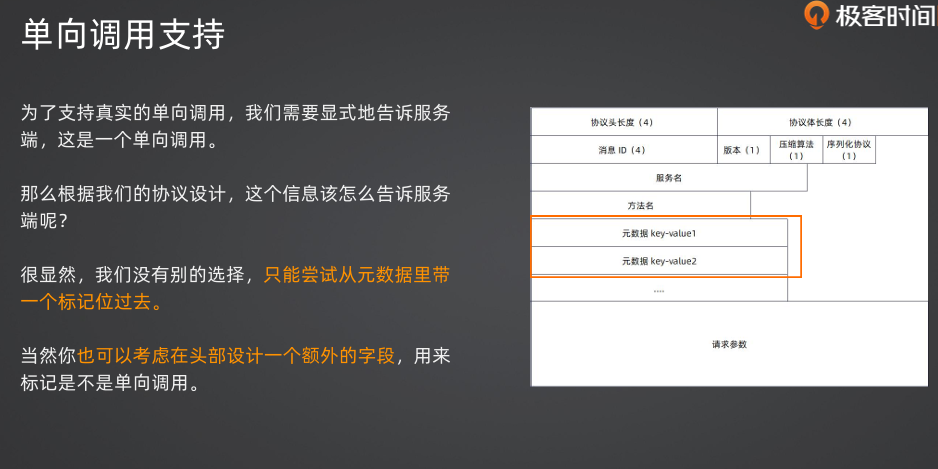 单向调用支持
极客时间
为了支持真实的单向调用，我们需要显式地告诉服务
端，这是一个单向调用。
那么根据我们的协议设计，这个信息该怎么告诉服务
端呢？
很显然，我们没有别的选择，只能尝试从元数据里带
一个标记位过去。
当然你也可以考虑在头部设计一个额外的字段，用来
标记是不是单向调用。
协议头长度（4）
协议体长度（4）
消息 ID（4）
版本（1）
压缩算法
（1）
序列化协议
（1）
服务名
方法名
元数据 key-value1
元数据 key-value2
....
请求参数